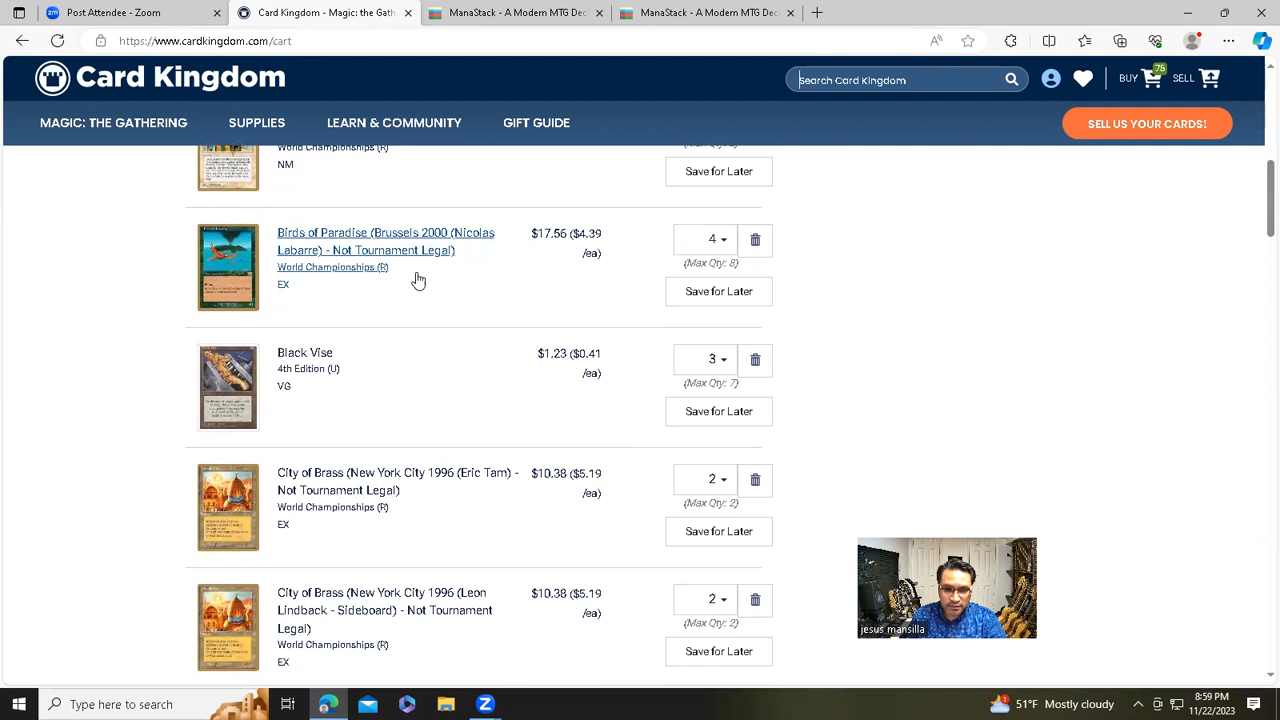 Post Attendee - Zoom
Card Kingdom - Magic: the Gath
ManaStack - A Modern MTG Dec
ManaStack - A Modern MTG Dec
https://www.cardkingdom.com/cart
Card Kingdom
Search Card Kingdom
BUY
75
SELL
MAGIC: THE GATHERING
SUPPLIES
LEARN & COMMUNITY
GIFT GUIDE
SELL US YOUR CARDS!
World Championships (R)
NM
Save for Later
Birds of Paradise (Brussels 2000 (Nicolas
Labarre) - Not Tournament Legal)
World Championships (R)
EX
$17.56 ($4.39
/ea)
4
(Max Qty: 8)
Save for Later
Black Vise
4th Edition (U)
VG
$1.23 ($0.41
/ea)
3
(Max Qty: 7)
Save for Later
City of Brass (New York City 1996 (Eric Tam) -
Not Tournament Legal)
World Championships (R)
EX
$10.38 ($5.19
/ea)
2
(Max Qty: 2)
Save for Later
City of Brass (New York City 1996 (Leon
Lindback - Sideboard) - Not Tournament
Legal)
World Championships (R)
EX
$10.38 ($5.19
/ea)
2
(Max Qty: 2)
Save for Later
jesus mansilla
Type here to search
51°F Mostly cloudy
8:59 PM
11/22/2023